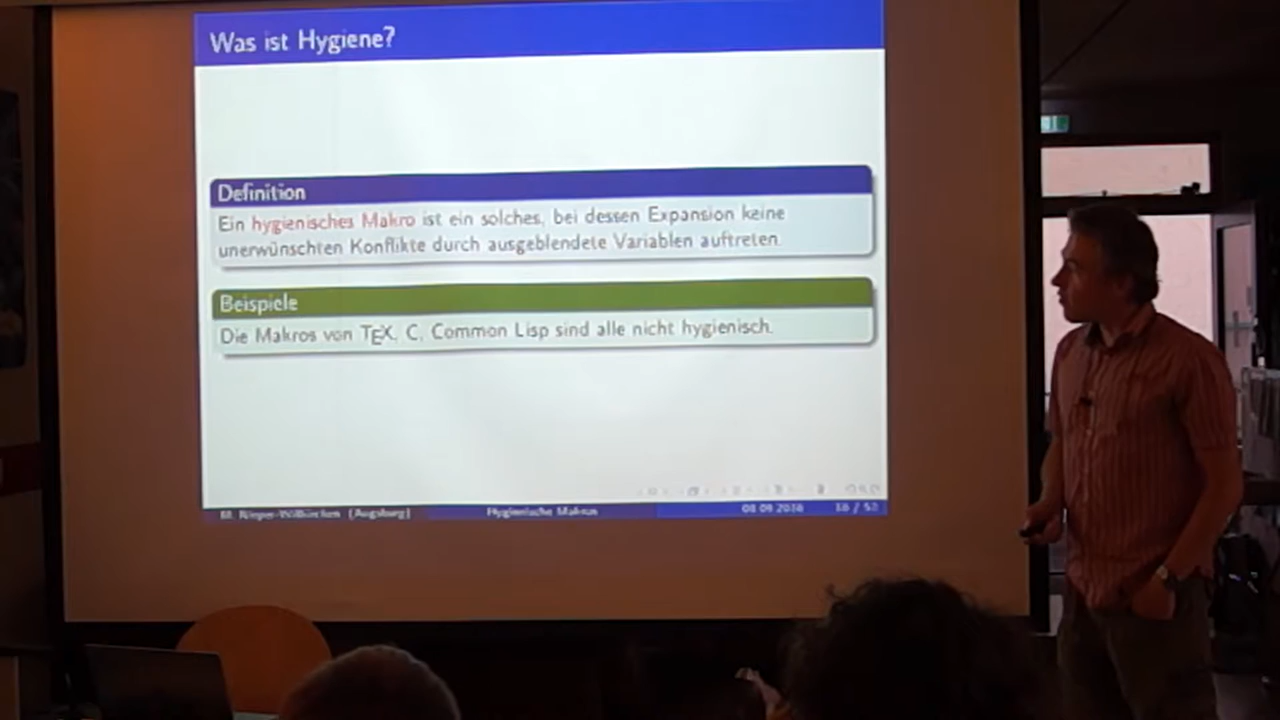 Was ist Hygiene?
Definition
Ein hygienisches Makro ist ein solches, bei dessen Expansion keine
unerwünschten Konflikte durch ausgeblendete Variablen auftreten.
Beispiele
Die Makros von TEX, C, Common Lisp sind alle nicht hygienisch.
(Augsburg) Hygienische Makros